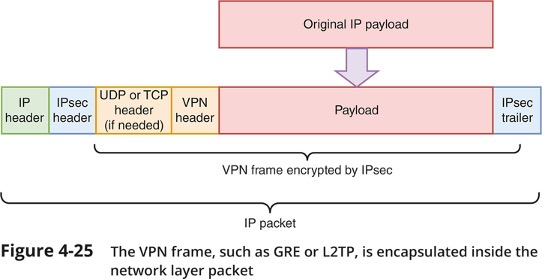 Original IP payload
IP
header
IPsec
header
UDP or TCP
header
(if needed)
VPN
header
Payload
IPsec
trailer
VPN frame encrypted by IPsec
IP packet
Figure 4-25 The VPN frame, such as GRE or L2TP, is encapsulated inside the
network layer packet